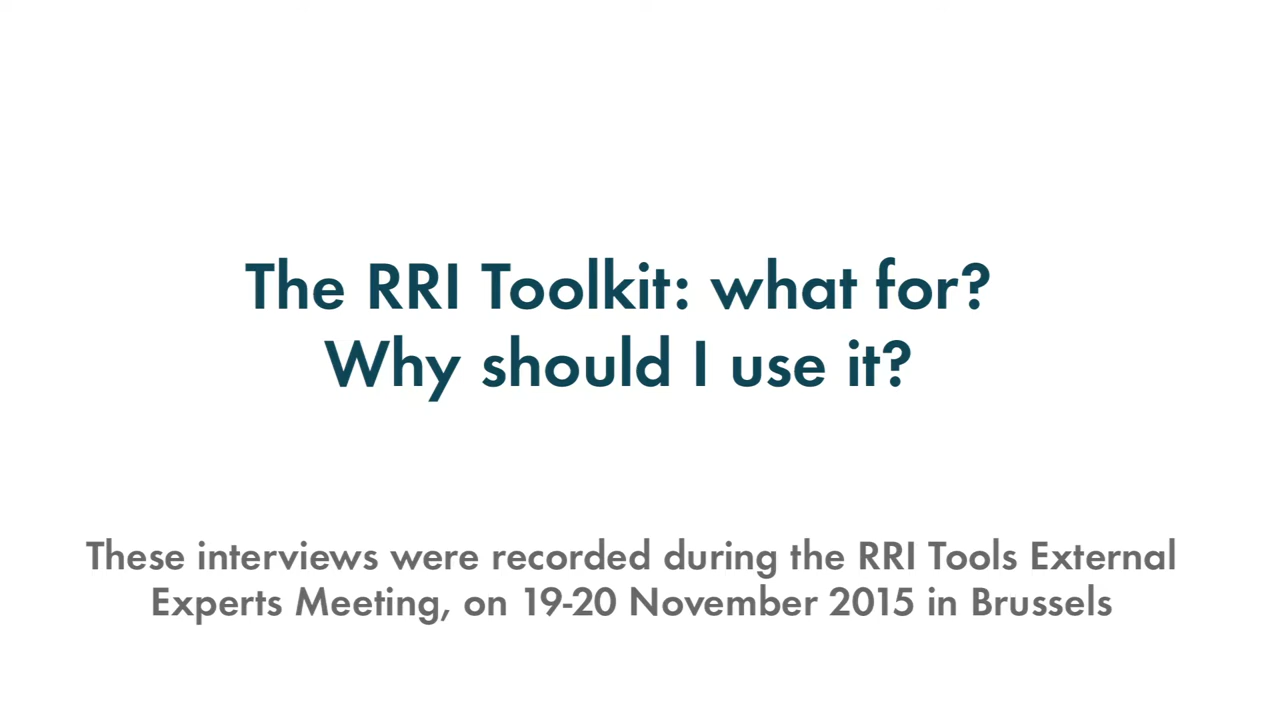 The RRI Toolkit: what for?
Why should I use it?
These interviews were recorded during the RRI Tools External
Experts Meeting, on 19-20 November 2015 in Brussels